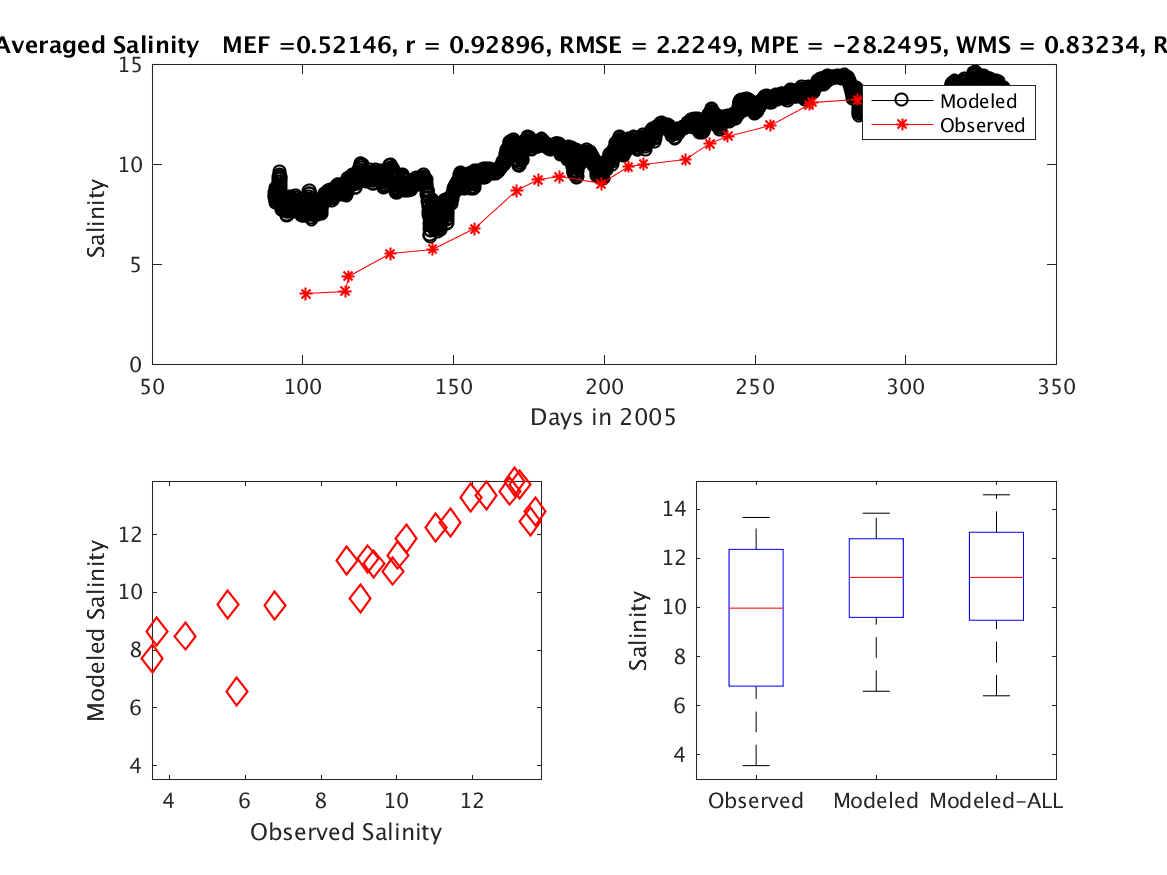 Averaged Salinity   MEF =0.52146, r = 0.92896, RMSE = 2.2249, MPE = -28.2495, WMS = 0.83234, R
15
10
5
0
Salinity
Modeled
Observed
50 100 150 200 250 300 350
Days in 2005
12
10
8
6
4
Modeled Salinity
4 6 8 10 12
Observed Salinity
14
12
10
8
6
4
Salinity
Observed Modeled Modeled-ALL